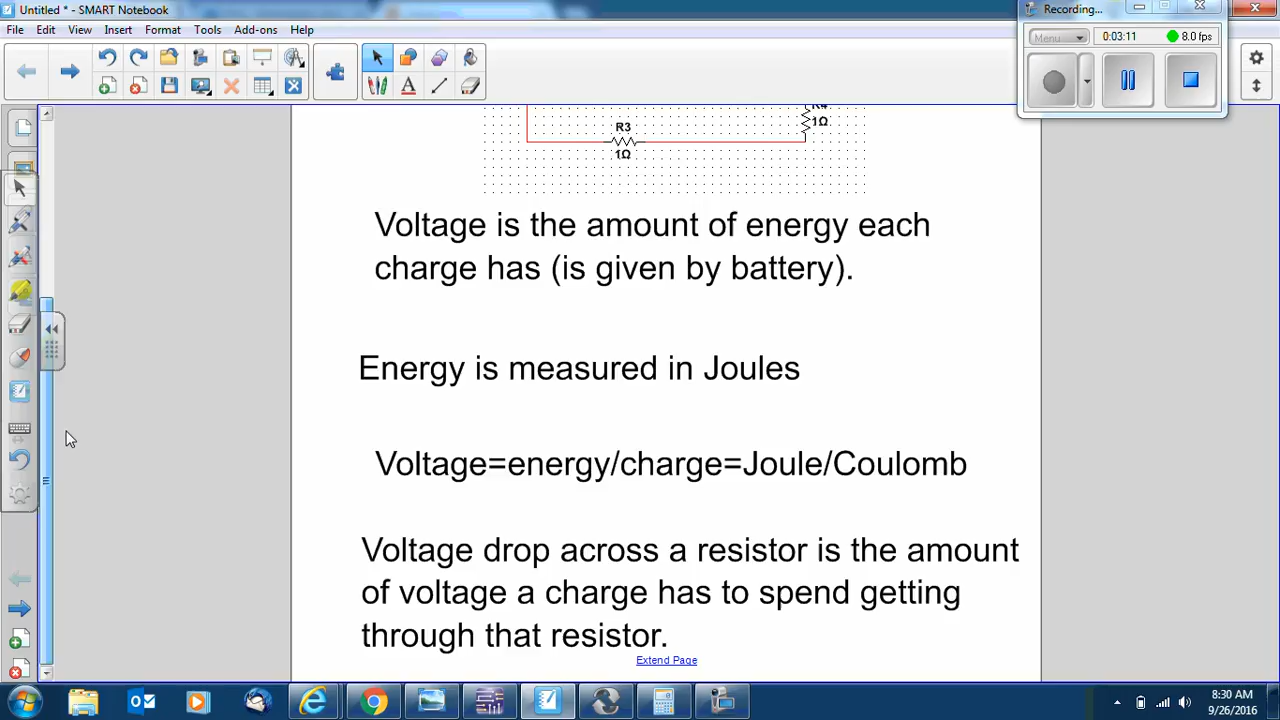 Untitled * - SMART Notebook
Recording...
File Edit View Insert Format Tools Add-ons Help
Menu 0:03:11 8.0 fps
R4
1Ω
R3
1Ω
Voltage is the amount of energy each
charge has (is given by battery).
Energy is measured in Joules
Voltage=energy/charge=Joule/Coulomb
Voltage drop across a resistor is the amount
of voltage a charge has to spend getting
through that resistor.
Extend Page
8:30 AM
9/26/2016